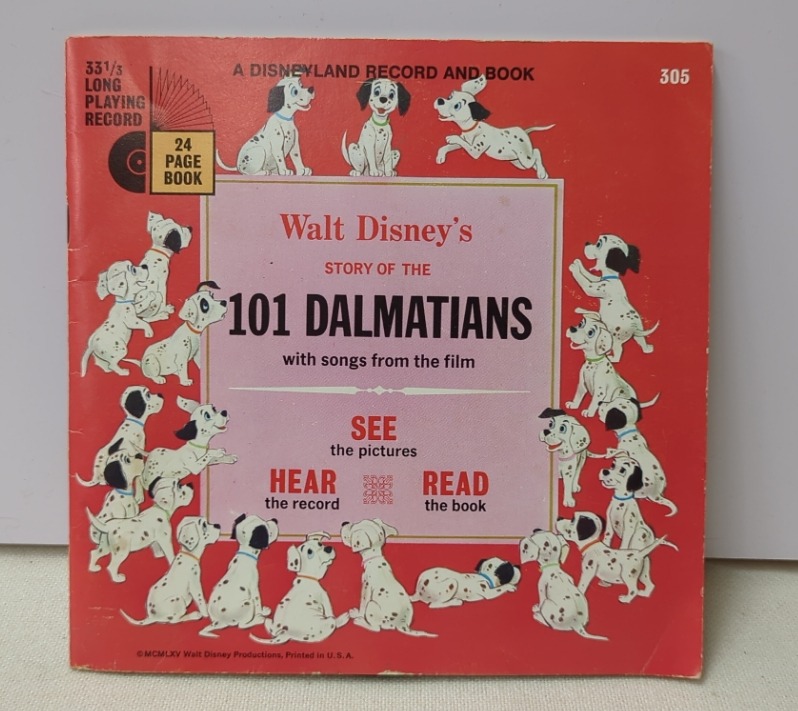 33 1/3
LONG
PLAYING
RECORD
24
PAGE
BOOK
A DISNEYLAND RECORD AND BOOK
305
Walt Disney's
STORY OF THE
101 DALMATIANS
with songs from the film
SEE
the pictures
HEAR
the record
READ
the book
© MCMLXV Walt Disney Productions, Printed in U.S.A.